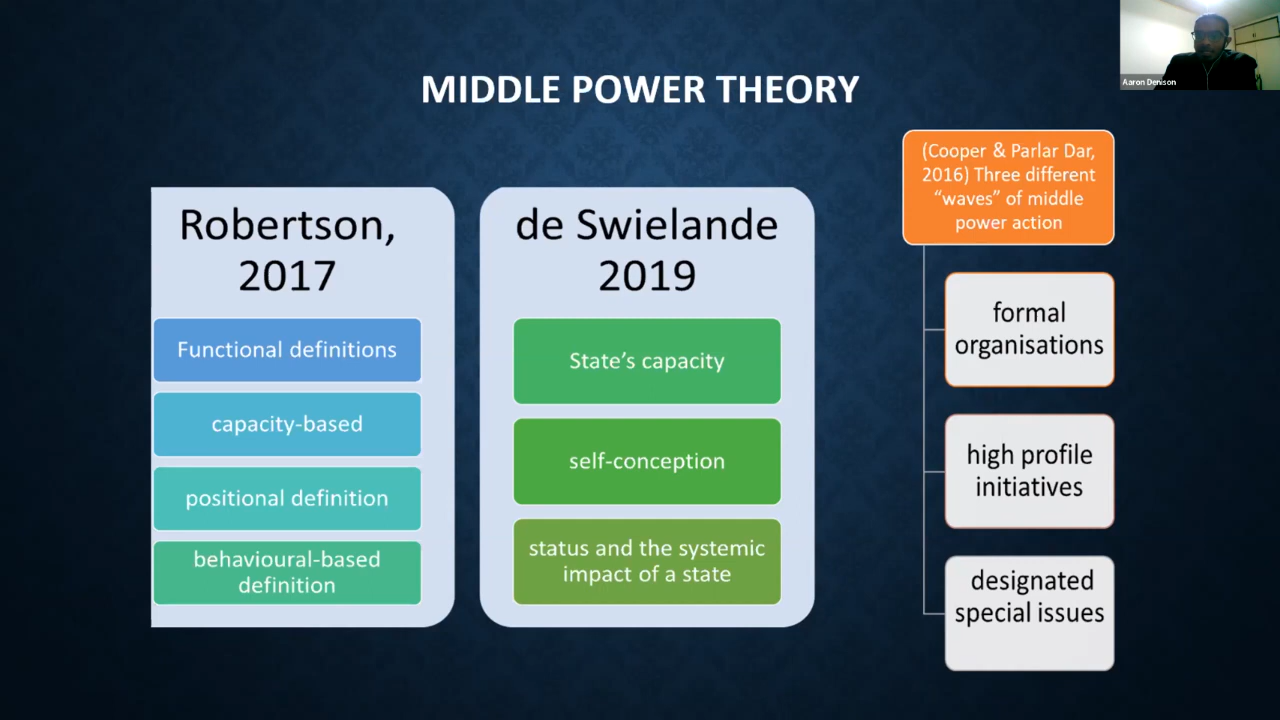 MIDDLE POWER THEORY
Aaron Denison
Robertson,
2017
Functional definitions
capacity-based
positional definition
behavioural-based
definition
de Swielande
2019
State’s capacity
self-conception
status and the systemic
impact of a state
(Cooper & Parlar Dar,
2016) Three different
“waves” of middle
power action
formal
organisations
high profile
initiatives
designated
special issues